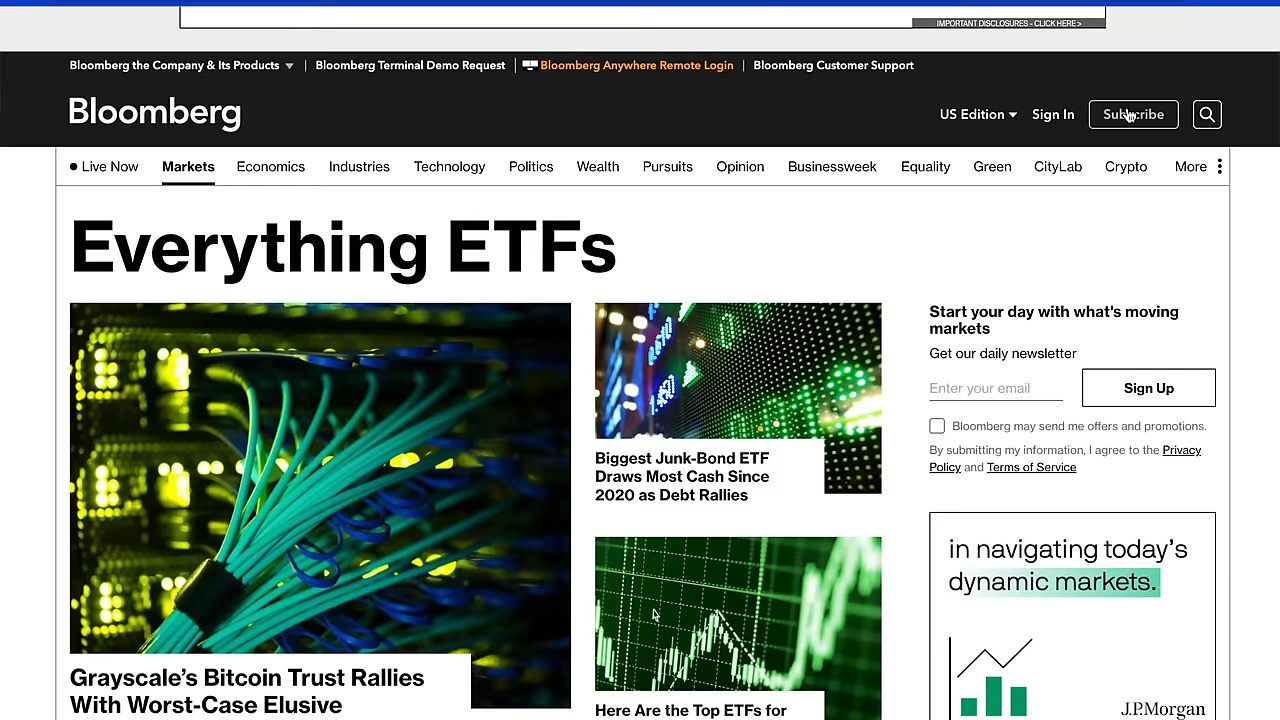 IMPORTANT DISCLOSURES - CLICK HERE >
Bloomberg the Company & Its Products | Bloomberg Terminal Demo Request | Bloomberg Anywhere Remote Login | Bloomberg Customer Support
Bloomberg
US Edition Sign In Subscribe
Live Now Markets Economics Industries Technology Politics Wealth Pursuits Opinion Businessweek Equality Green CityLab Crypto More
Everything ETFs
Grayscale's Bitcoin Trust Rallies
With Worst-Case Elusive
Biggest Junk-Bond ETF
Draws Most Cash Since
2020 as Debt Rallies
Here Are the Top ETFs for
Start your day with what's moving
markets
Get our daily newsletter
Enter your email Sign Up
Bloomberg may send me offers and promotions.
By submitting my information, I agree to the Privacy
Policy and Terms of Service
in navigating today's
dynamic markets.
J.P.Morgan